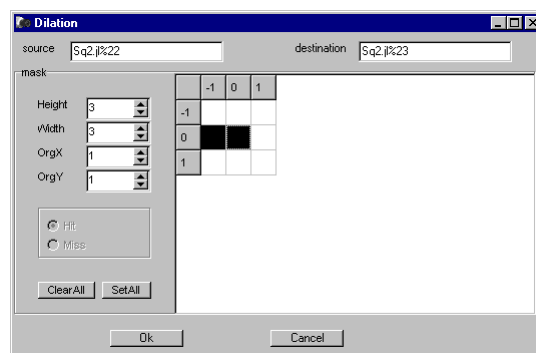 Dilation
source Sq2.jl%22 destination Sq2.jl%23
mask
-1 0 1
Height 3
-1
Width 3
0
OrgX 1
1
OrgY 1
Hit
Miss
ClearAll SetAll
Ok Cancel